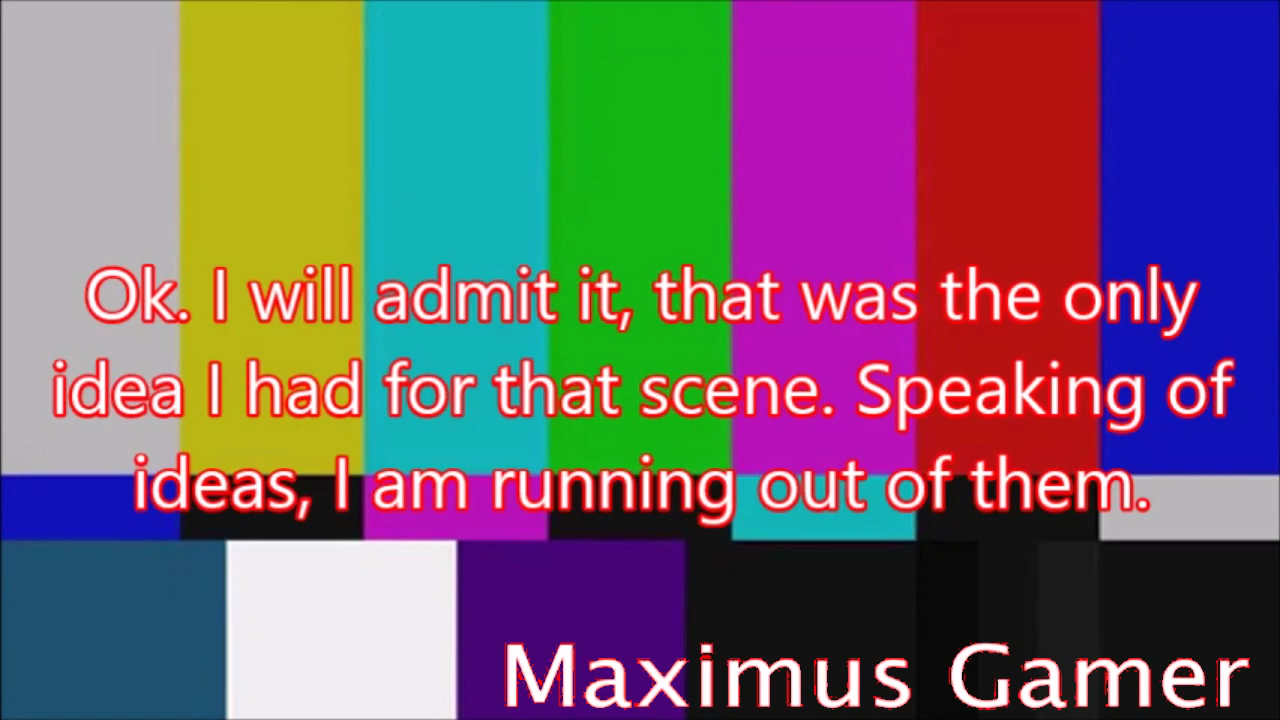 Ok. I will admit it, that was the only
idea I had for that scene. Speaking of
ideas, I am running out of them.
Maximus Gamer